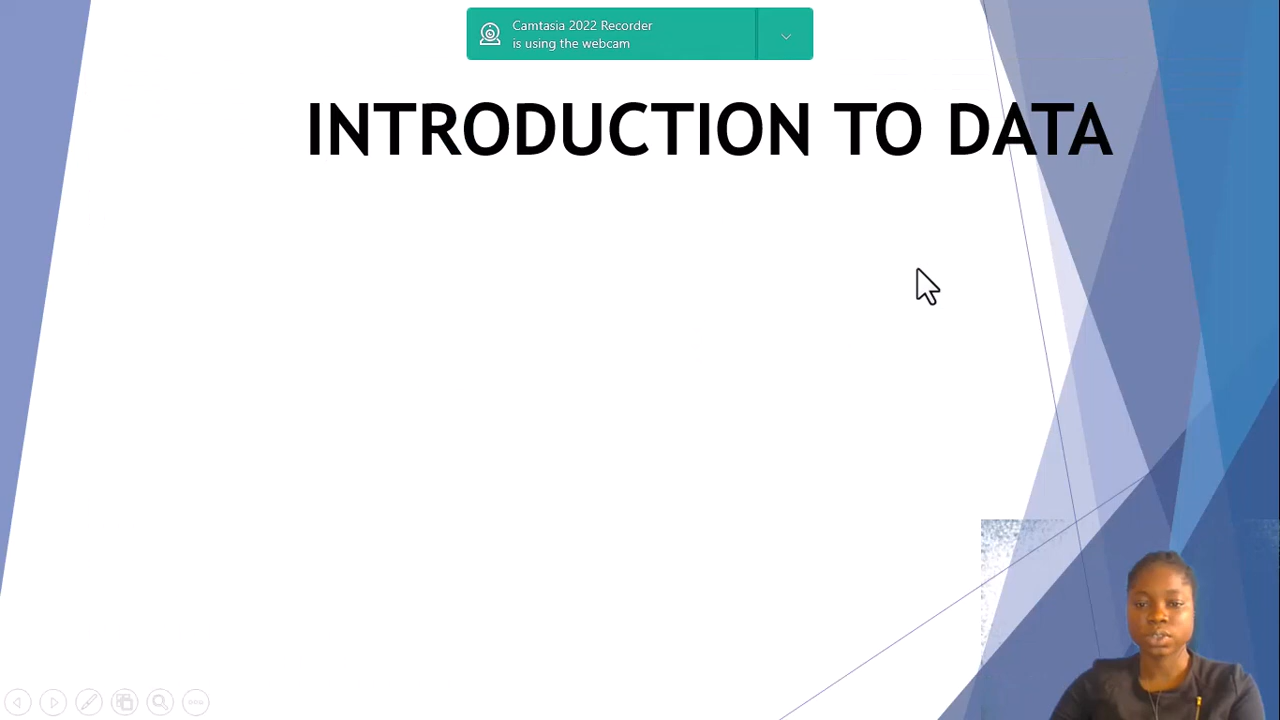 Camtasia 2022 Recorder
is using the webcam
INTRODUCTION TO DATA